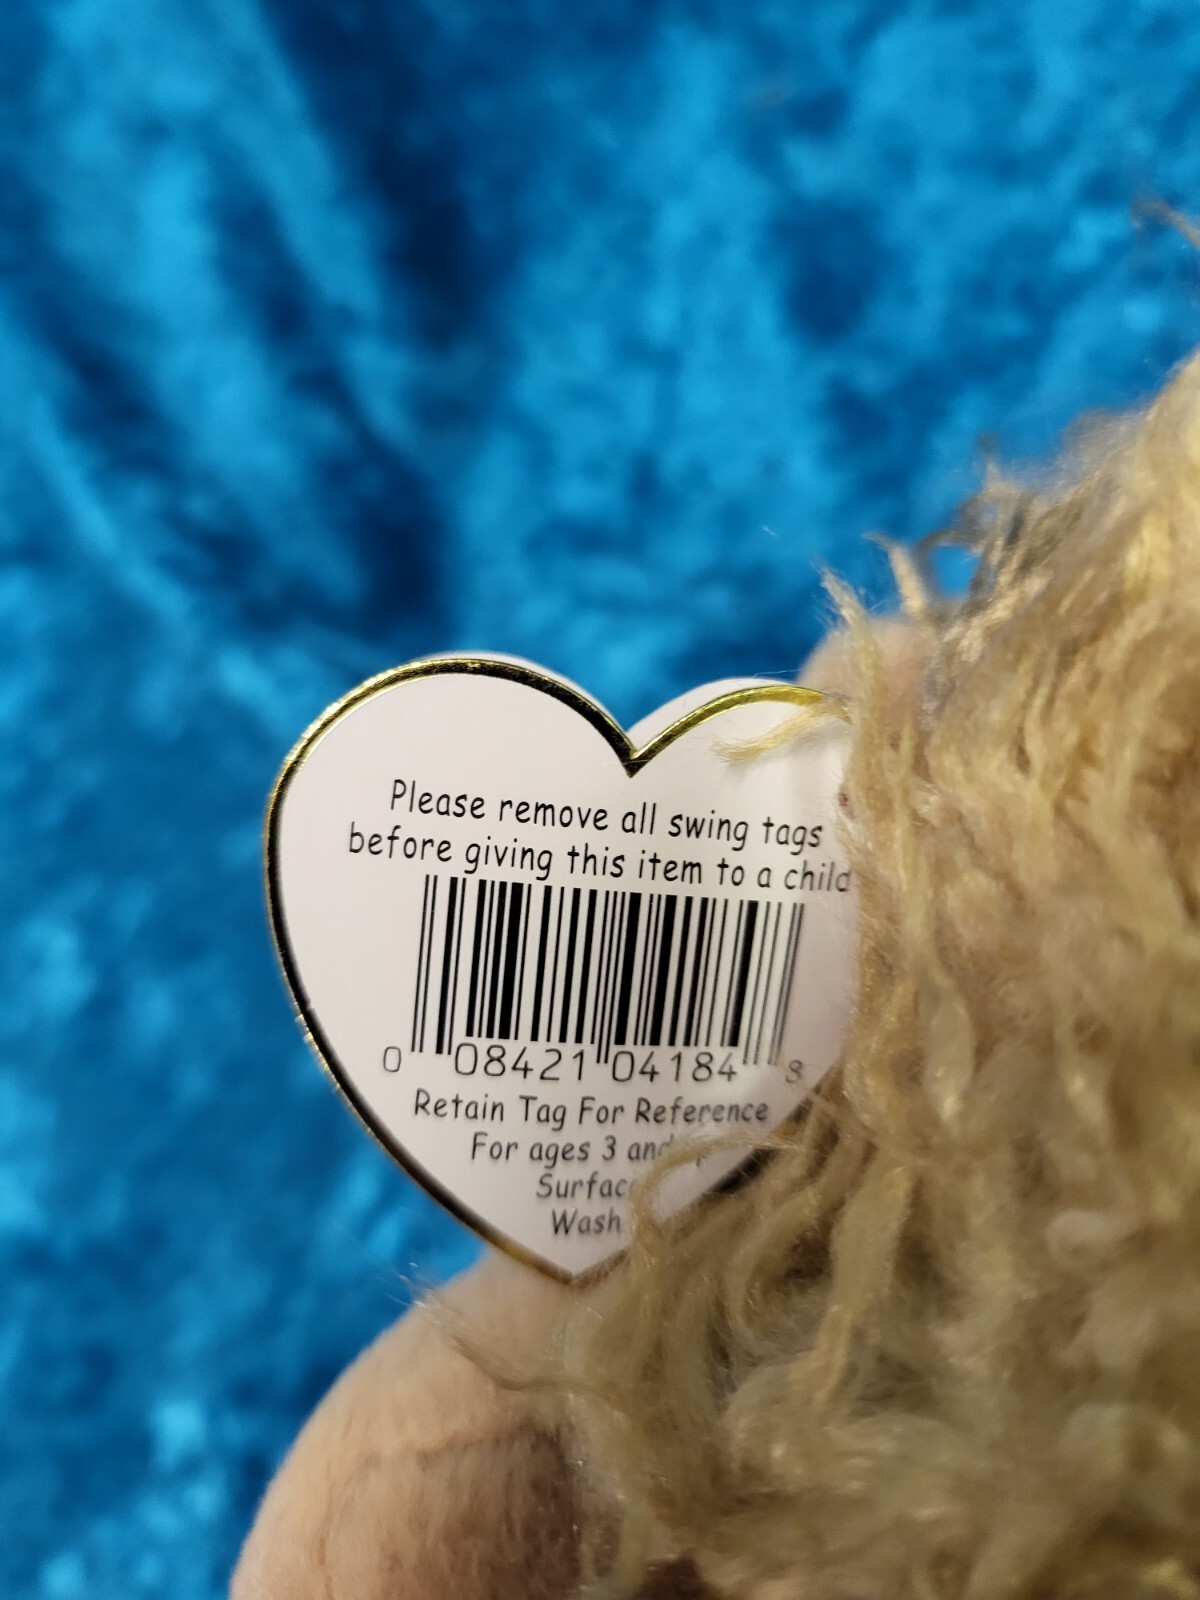 Please remove all swing tags
before giving this item to a child
0 08421 04184 8
Retain Tag For Reference
For ages 3 and
Wash